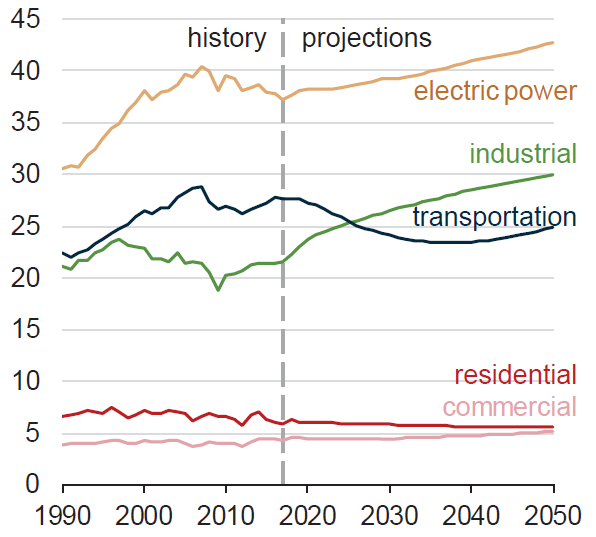 45
history projections
40
electric power
35
industrial
30
25
transportation
20
15
residential
10
commercial
5
0
1990 2000 2010 2020 2030 2040 2050